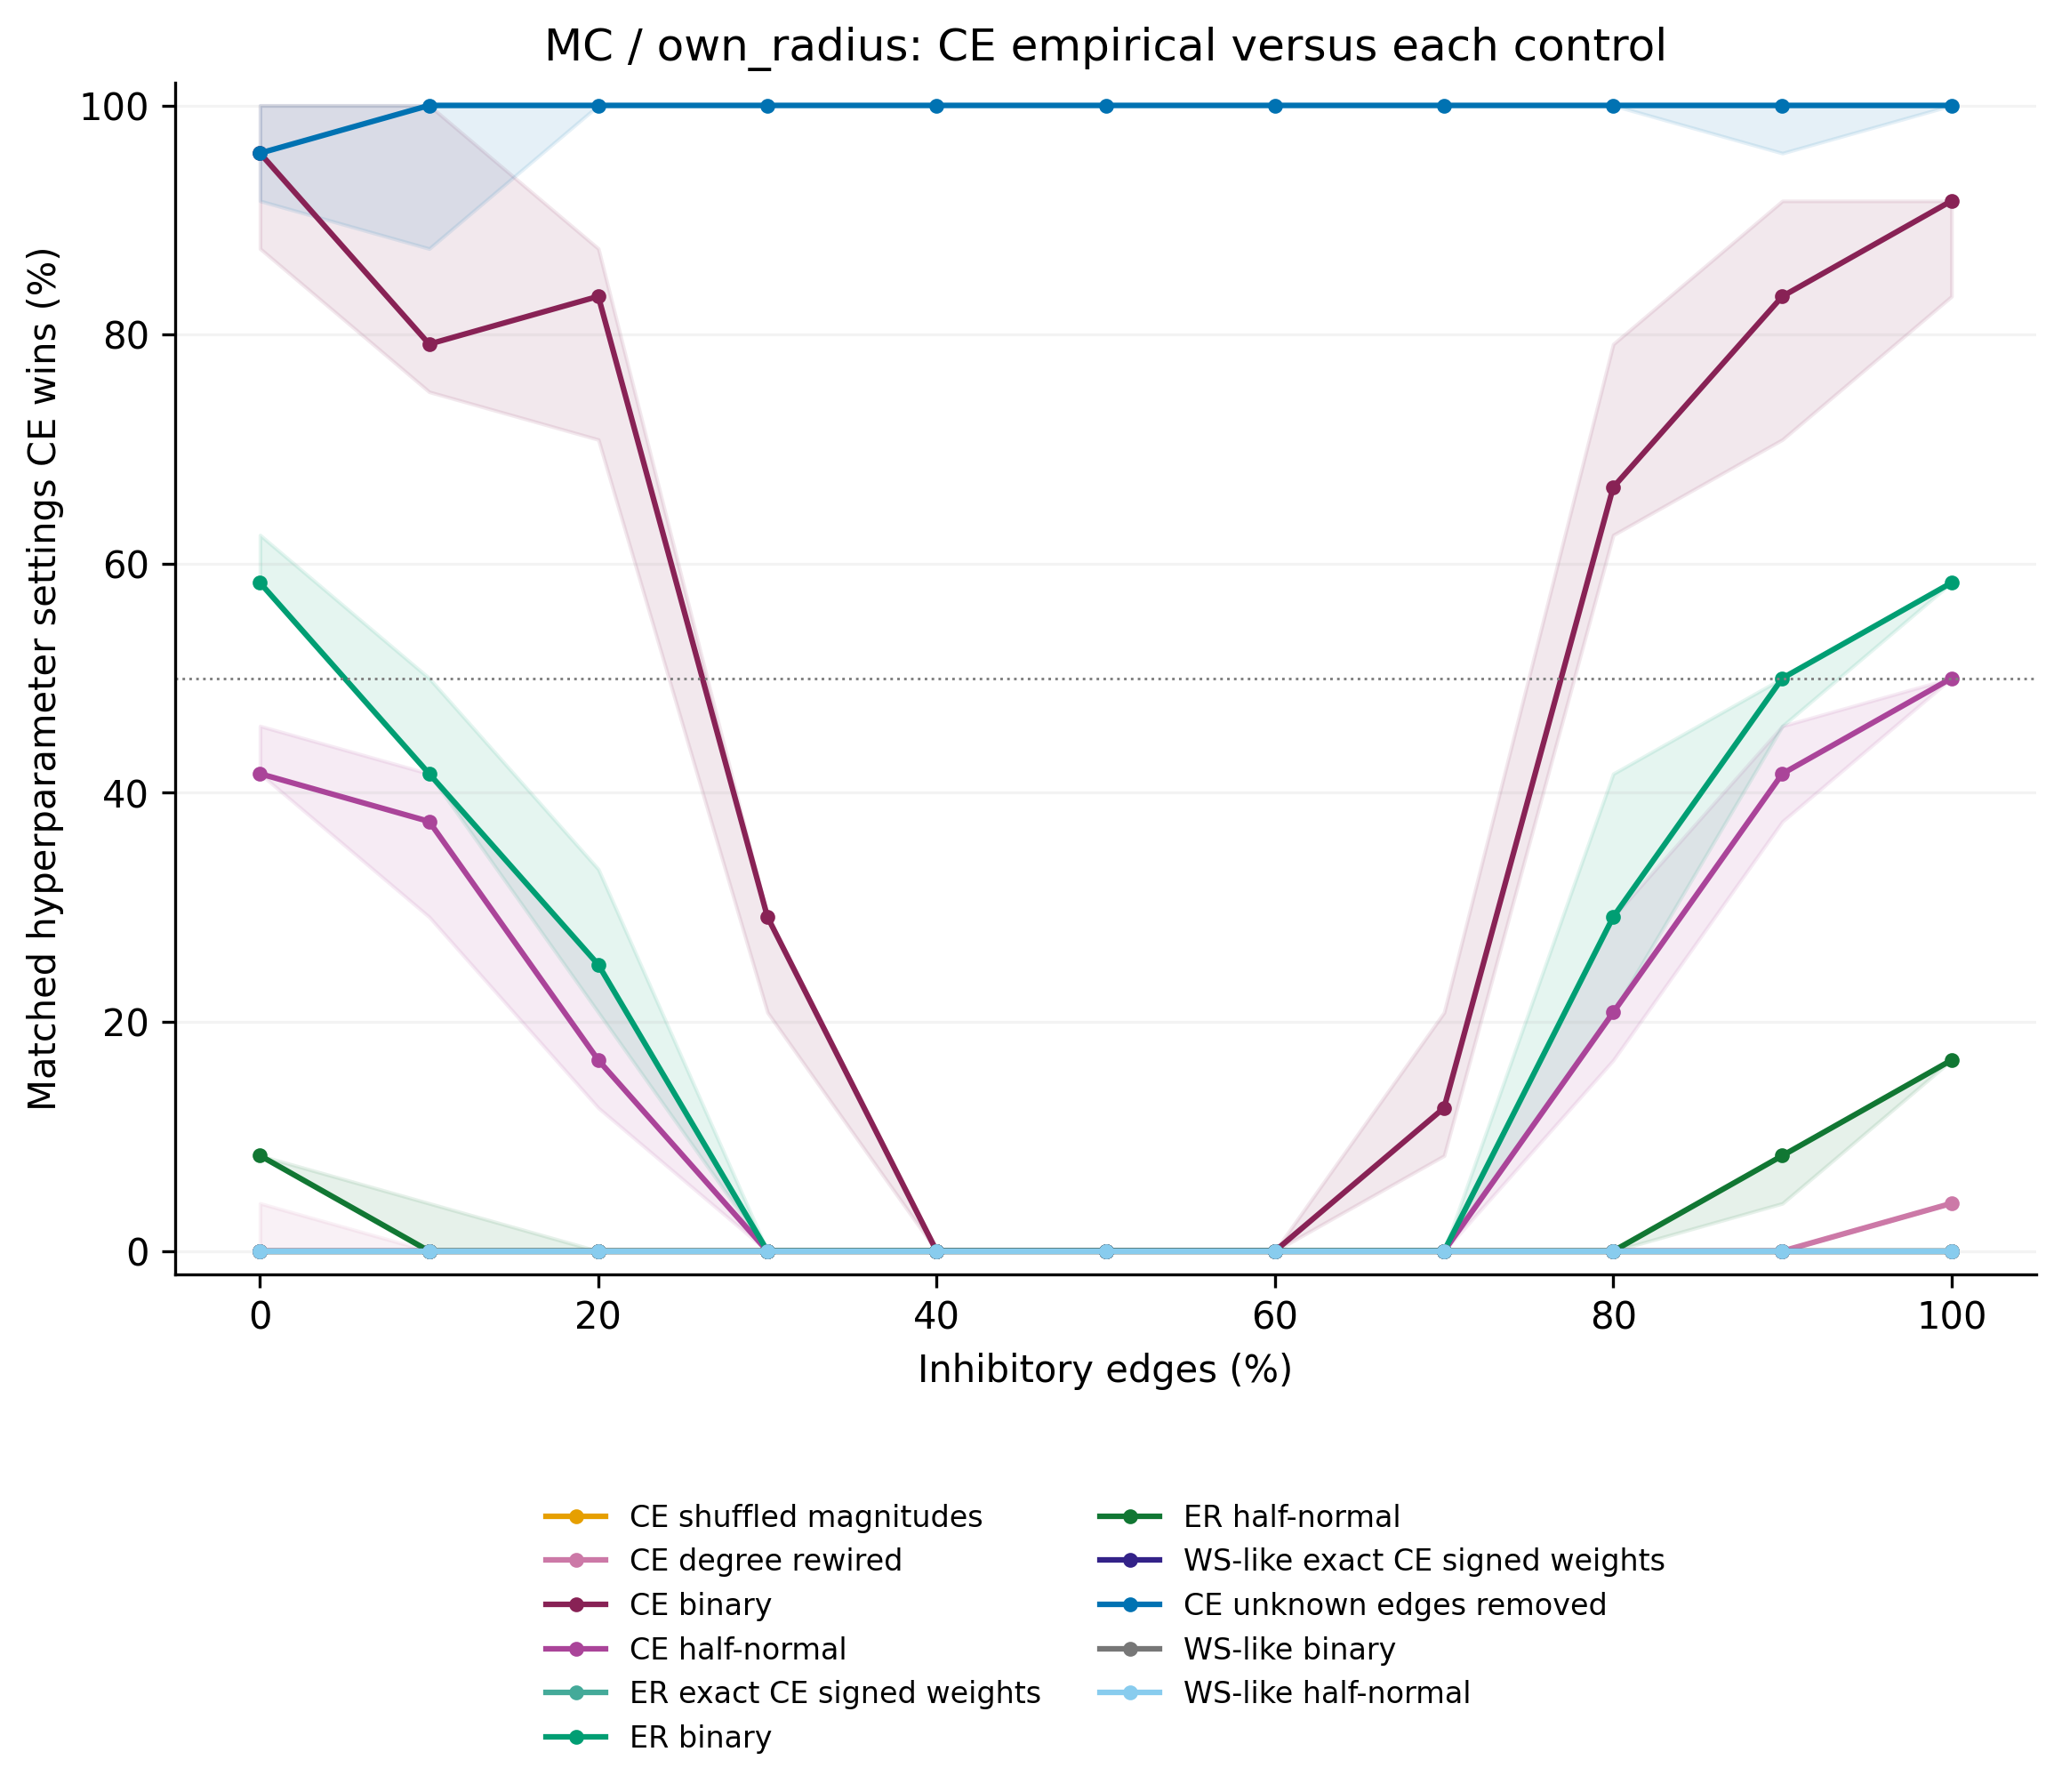 MC / own_radius: CE empirical versus each control
Matched hyperparameter settings CE wins (%)
100
80
60
40
20
0
0 20 40 60 80 100
Inhibitory edges (%)
CE shuffled magnitudes
CE degree rewired
CE binary
CE half-normal
ER exact CE signed weights
ER binary
ER half-normal
WS-like exact CE signed weights
CE unknown edges removed
WS-like binary
WS-like half-normal